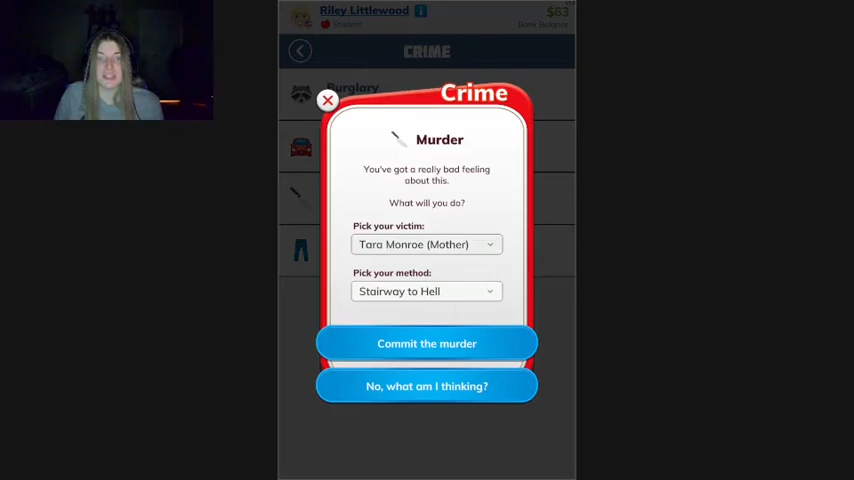 Riley Littlewood
Student
$63
Bank Balance
CRIME
Burglary
Crime
Murder
You've got a really bad feeling
about this.
What will you do?
Pick your victim:
Tara Monroe (Mother)
Pick your method:
Stairway to Hell
Commit the murder
No, what am I thinking?